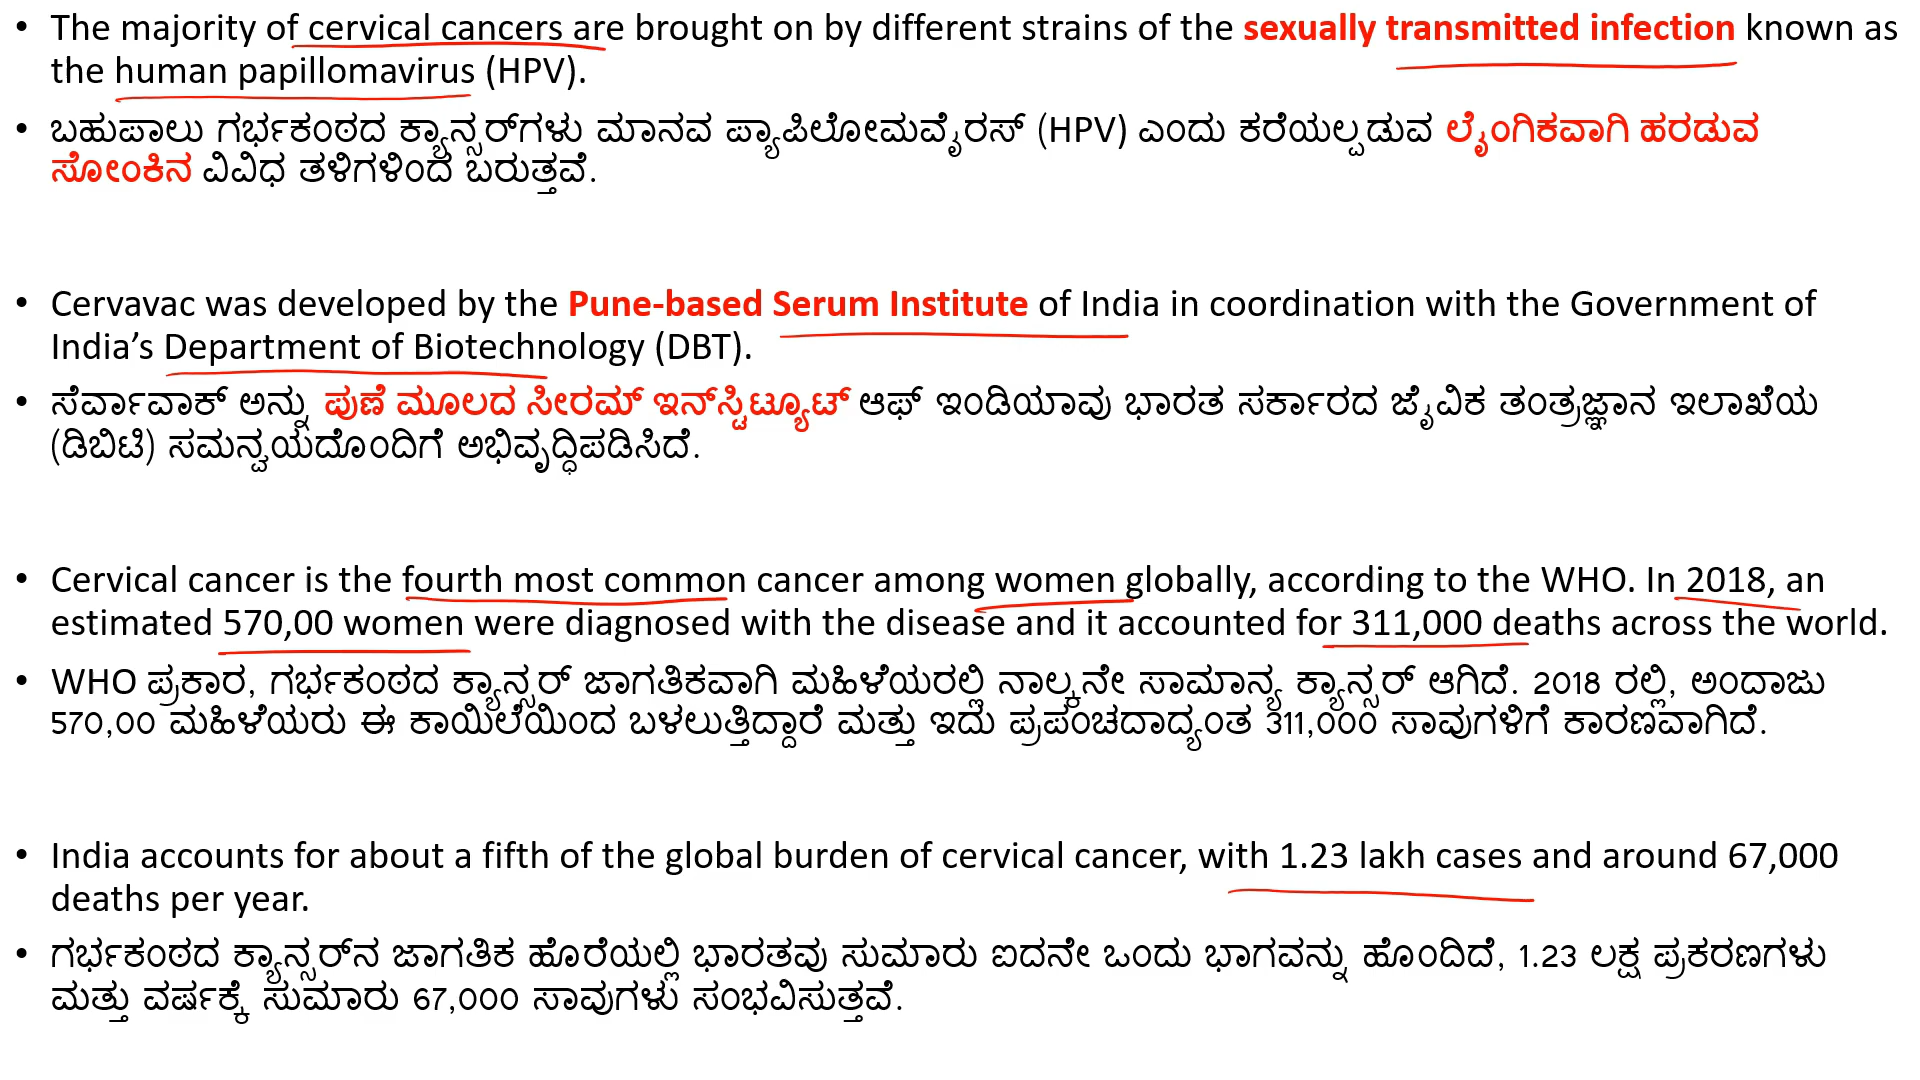 • The majority of cervical cancers are brought on by different strains of the sexually transmitted infection known as
the human papillomavirus (HPV).
• ಬಹುಪಾಲು ಗರ್ಭಕಂಠದ ಕ್ಯಾನ್ಸರ್‌ಗಳು ಮಾನವ ಪ್ಯಾಪಿಲೋಮವೈರಸ್ (HPV) ಎಂದು ಕರೆಯಲ್ಪಡುವ ಲೈಂಗಿಕವಾಗಿ ಹರಡುವ
ಸೋಂಕಿನ ವಿವಿಧ ತಳಿಗಳಿಂದ ಬರುತ್ತವೆ.
• Cervavac was developed by the Pune-based Serum Institute of India in coordination with the Government of
India’s Department of Biotechnology (DBT).
• ಸೆರ್ವಾವಾಕ್ ಅನ್ನು ಪುಣೆ ಮೂಲದ ಸೀರಮ್ ಇನ್‌ಸ್ಟಿಟ್ಯೂಟ್ ಆಫ್ ಇಂಡಿಯಾವು ಭಾರತ ಸರ್ಕಾರದ ಜೈವಿಕ ತಂತ್ರಜ್ಞಾನ ಇಲಾಖೆಯ
(ಡಿಬಿಟಿ) ಸಮನ್ವಯದೊಂದಿಗೆ ಅಭಿವೃದ್ಧಿಪಡಿಸಿದೆ.
• Cervical cancer is the fourth most common cancer among women globally, according to the WHO. In 2018, an
estimated 570,00 women were diagnosed with the disease and it accounted for 311,000 deaths across the world.
• WHO ಪ್ರಕಾರ, ಗರ್ಭಕಂಠದ ಕ್ಯಾನ್ಸರ್ ಜಾಗತಿಕವಾಗಿ ಮಹಿಳೆಯರಲ್ಲಿ ನಾಲ್ಕನೇ ಸಾಮಾನ್ಯ ಕ್ಯಾನ್ಸರ್ ಆಗಿದೆ. 2018 ರಲ್ಲಿ, ಅಂದಾಜು
570,00 ಮಹಿಳೆಯರು ಈ ಕಾಯಿಲೆಯಿಂದ ಬಳಲುತ್ತಿದ್ದಾರೆ ಮತ್ತು ಇದು ಪ್ರಪಂಚದಾದ್ಯಂತ 311,000 ಸಾವುಗಳಿಗೆ ಕಾರಣವಾಗಿದೆ.
• India accounts for about a fifth of the global burden of cervical cancer, with 1.23 lakh cases and around 67,000
deaths per year.
• ಗರ್ಭಕಂಠದ ಕ್ಯಾನ್ಸರ್‌ನ ಜಾಗತಿಕ ಹೊರೆಯಲ್ಲಿ ಭಾರತವು ಸುಮಾರು ಐದನೇ ಒಂದು ಭಾಗವನ್ನು ಹೊಂದಿದೆ, 1.23 ಲಕ್ಷ ಪ್ರಕರಣಗಳು
ಮತ್ತು ವರ್ಷಕ್ಕೆ ಸುಮಾರು 67,000 ಸಾವುಗಳು ಸಂಭವಿಸುತ್ತವೆ.